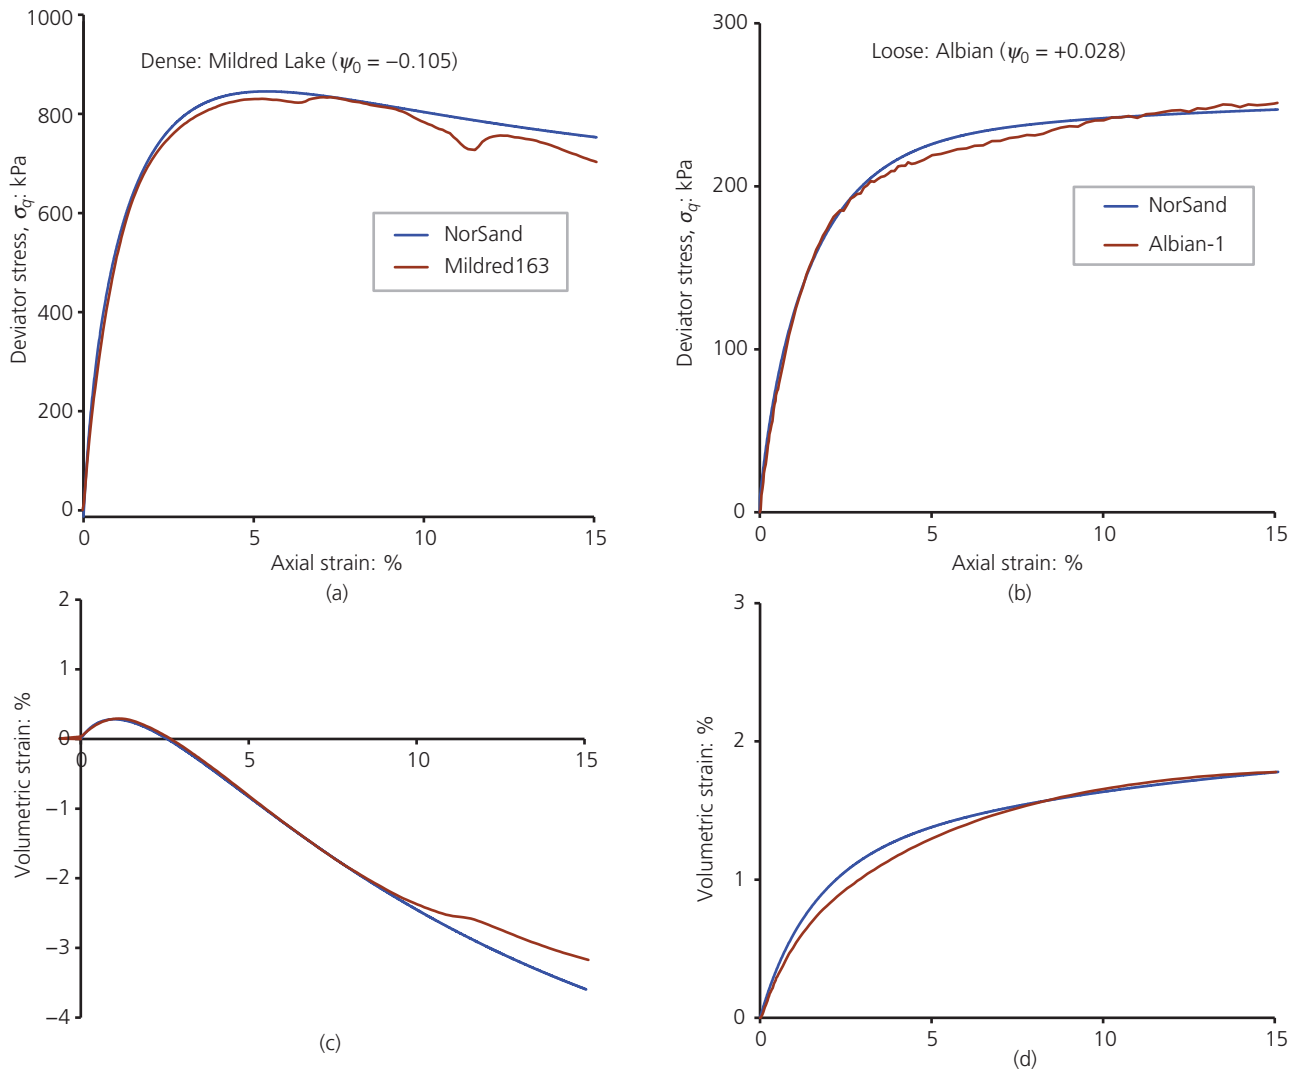 1000
800
600
400
200
0
Deviator stress, σq: kPa
Dense: Mildred Lake (ψ0 = −0.105)
NorSand
Mildred163
0
5
10
15
Axial strain: %
(a)
300
200
100
0
Deviator stress, σq: kPa
Loose: Albian (ψ0 = +0.028)
NorSand
Albian-1
0
5
10
15
Axial strain: %
(b)
2
1
0
−1
−2
−3
−4
Volumetric strain: %
0
5
10
15
(c)
3
2
1
0
Volumetric strain: %
0
5
10
15
(d)